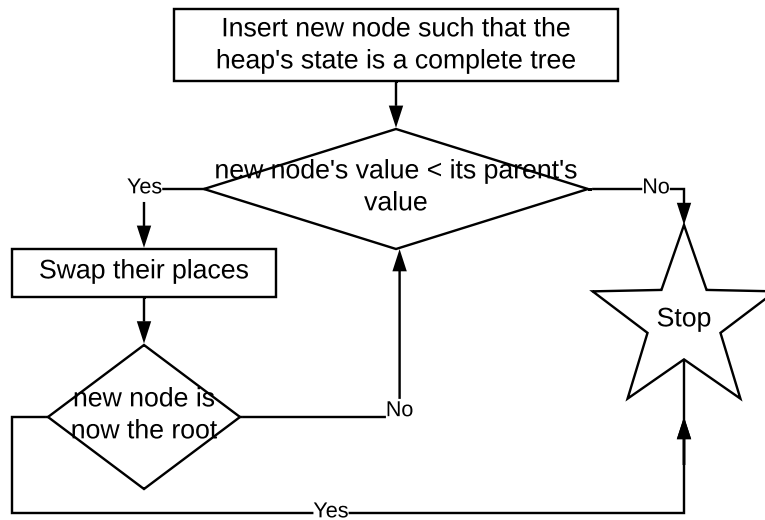 Insert new node such that the
heap's state is a complete tree
new node's value < its parent's
value
Yes
No
Swap their places
Stop
new node is
now the root
No
Yes